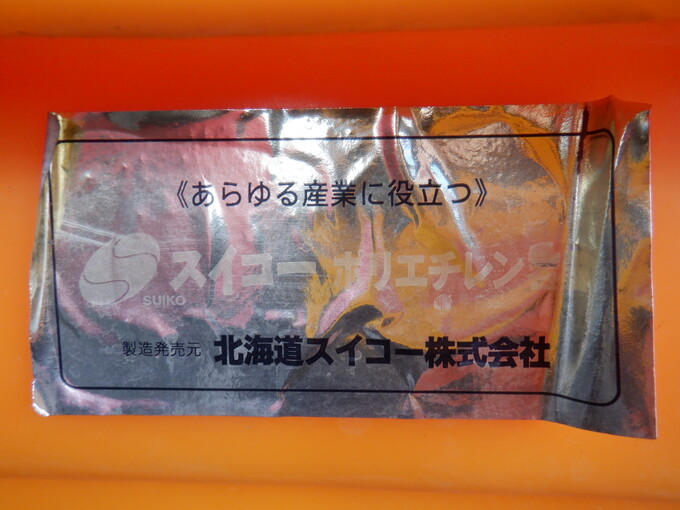 《あらゆる産業に役立つ》
スイコー ポリエチレン
SUIKO
製造発売元 北海道スイコー株式会社